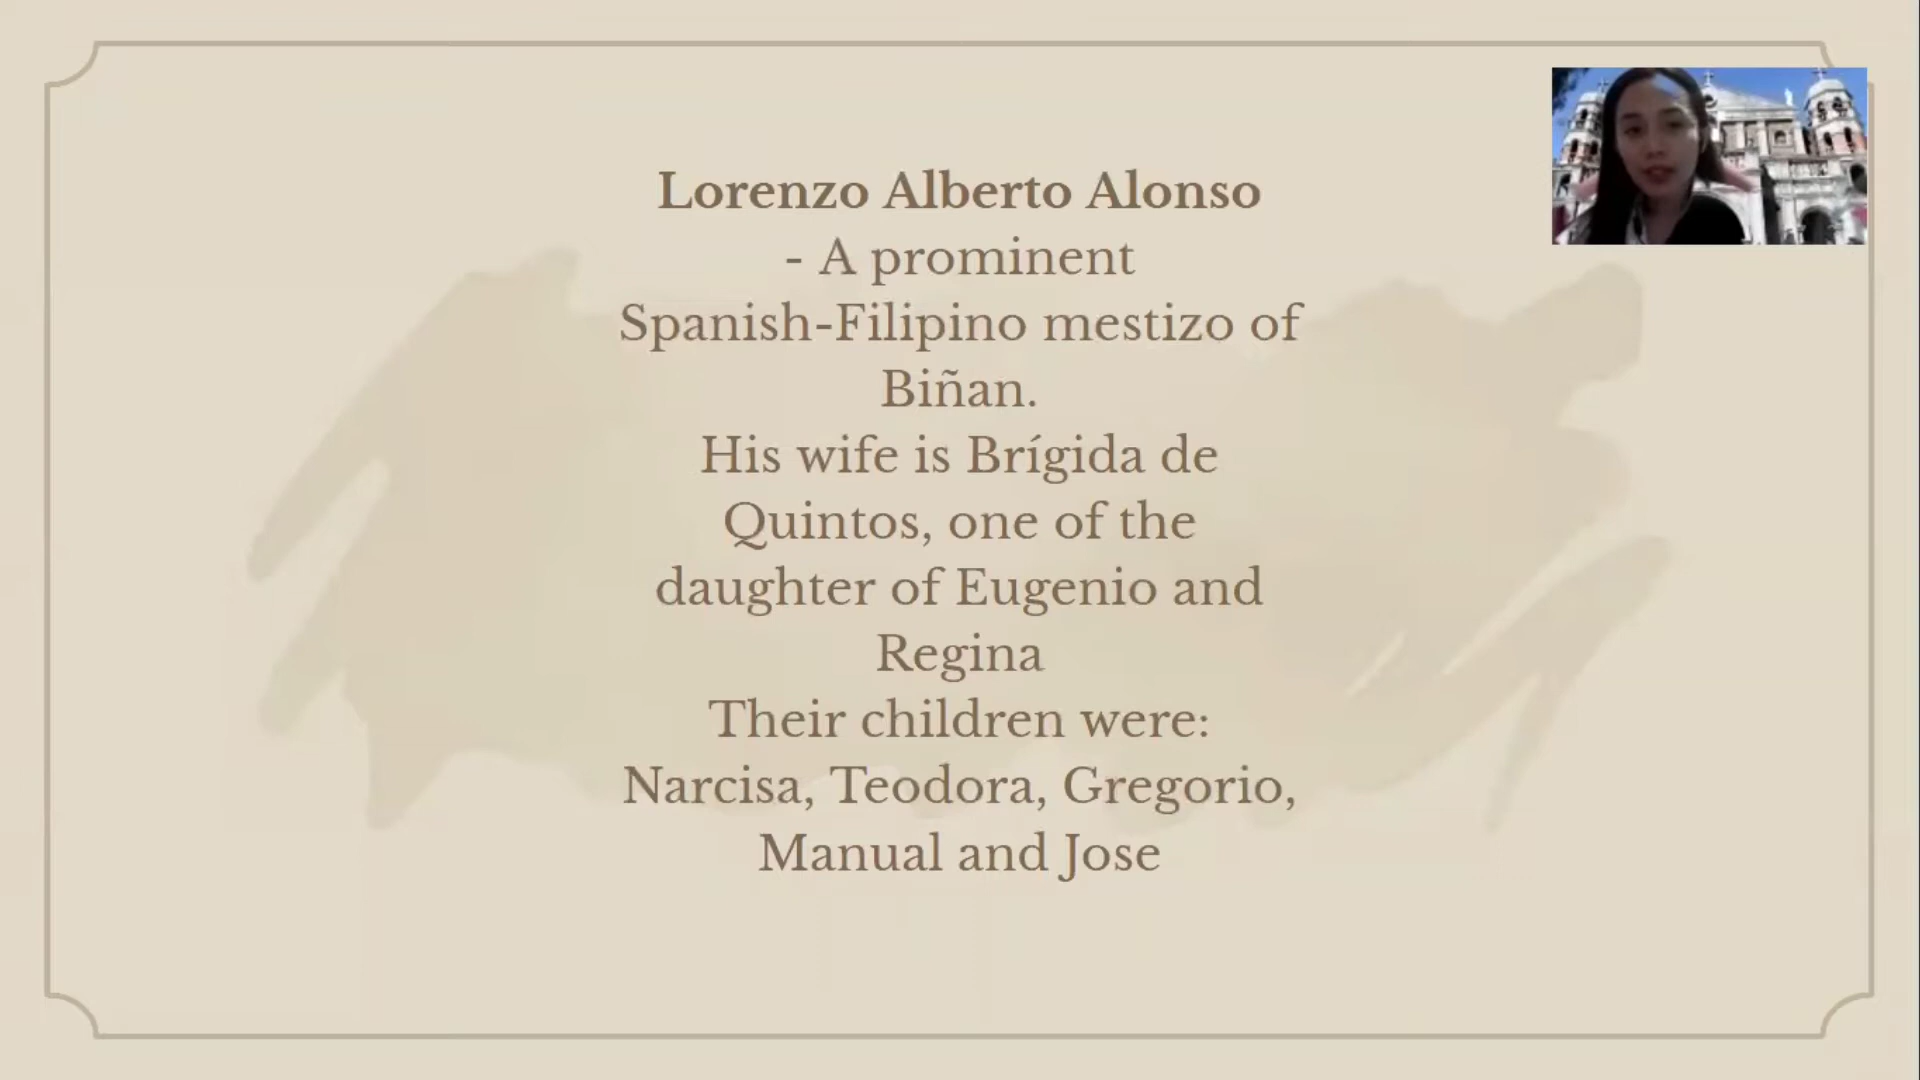 Lorenzo Alberto Alonso
- A prominent
Spanish-Filipino mestizo of
Biñan.
His wife is Brígida de
Quintos, one of the
daughter of Eugenio and
Regina
Their children were:
Narcisa, Teodora, Gregorio,
Manual and Jose